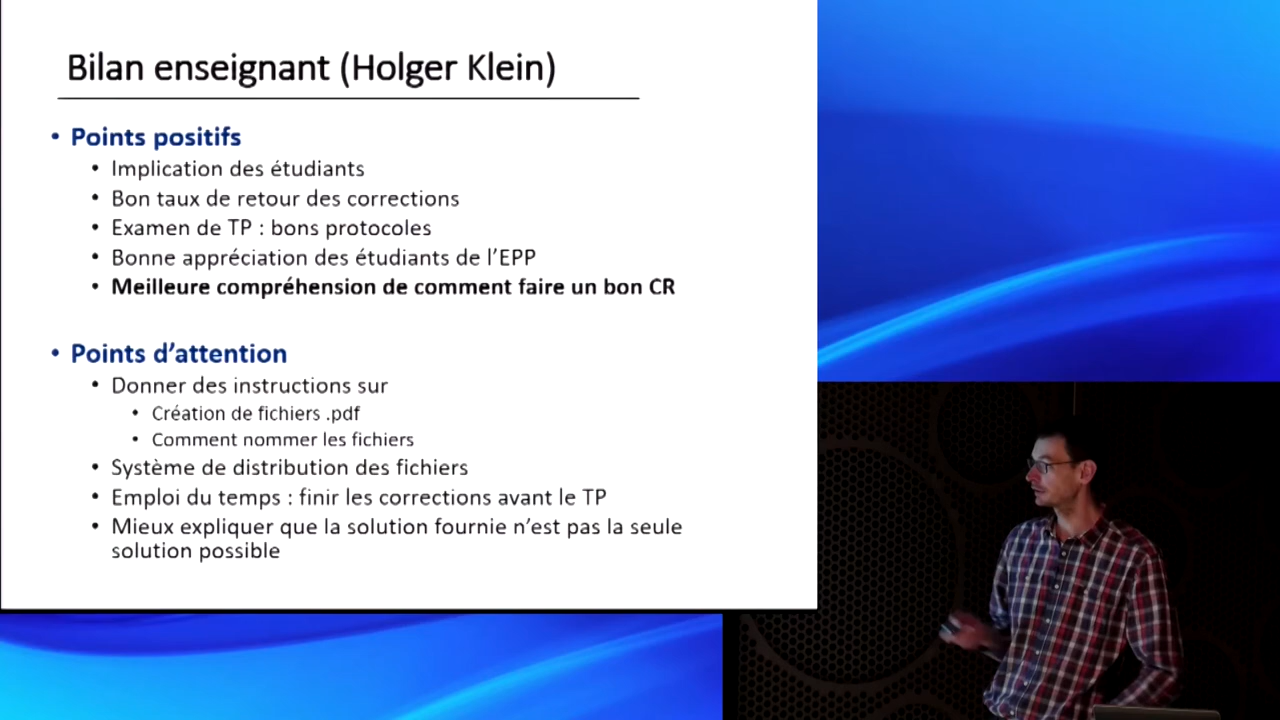 Bilan enseignant (Holger Klein)
• Points positifs
• Implication des étudiants
• Bon taux de retour des corrections
• Examen de TP : bons protocoles
• Bonne appréciation des étudiants de l’EPP
• Meilleure compréhension de comment faire un bon CR
• Points d’attention
• Donner des instructions sur
• Création de fichiers .pdf
• Comment nommer les fichiers
• Système de distribution des fichiers
• Emploi du temps : finir les corrections avant le TP
• Mieux expliquer que la solution fournie n’est pas la seule
solution possible